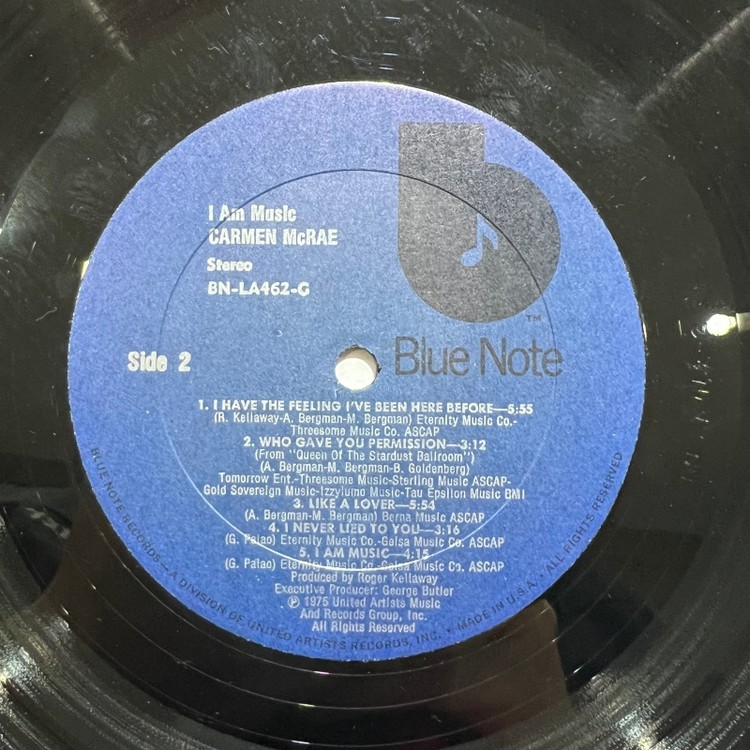 I Am Music
CARMEN McRAE
Stereo
BN-LA462-G
TM
Blue Note
Side 2
1. I HAVE THE FEELING I'VE BEEN HERE BEFORE—5:55
(R. Kellaway-A. Bergman-M. Bergman) Eternity Music Co.-
Threesome Music Co. ASCAP
2. WHO GAVE YOU PERMISSION—3:12
(From "Queen Of The Stardust Ballroom")
(A. Bergman-M. Bergman-B. Goldenberg)
Tomorrow Ent.-Threesome Music-Sterling Music ASCAP-
Gold Sovereign Music-Izzylumo Music-Tau Epsilon Music BMI
3. LIKE A LOVER—5:54
(A. Bergman-M. Bergman) Berna Music ASCAP
4. I NEVER LIED TO YOU—3:16
(G. Palao) Eternity Music Co.-Galsa Music Co. ASCAP
5. I AM MUSIC—4:15
(G. Palao) Eternity Music Co.-Galsa Music Co. ASCAP
Produced by Roger Kellaway
Executive Producer: George Butler
℗ 1975 United Artists Music
And Records Group, Inc.
All Rights Reserved
BLUE NOTE RECORDS — A DIVISION OF UNITED ARTISTS RECORDS, INC. • MADE IN U.S.A. • ALL RIGHTS RESERVED